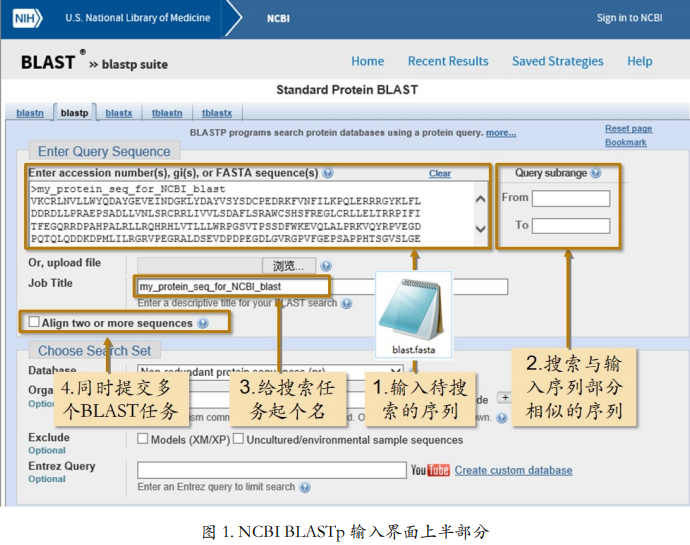 NIH U.S. National Library of Medicine NCBI Sign in to NCBI
BLAST ® » blastp suite Home Recent Results Saved Strategies Help
Standard Protein BLAST
blastn blastp blastx tblastn tblastx
BLASTP programs search protein databases using a protein query. more... Reset page
Bookmark
Enter Query Sequence
Enter accession number(s), gi(s), or FASTA sequence(s) Clear Query subrange
>my_protein_seq_for_NCBI_blast
VKCRLNVLLWYQDAYGEVEINDGKLYDAYVSYSDCPEDRKFVNFILKPQLERRRGYKLFL
DDRDLLPRAEPSADLLVNLSRCRRLIVVLSDAFLSRAWCSHSFREGLCRLLELTRRPIFI
TFEGQRRDPAHPALRLLRQHRHLVTLLLWRPGSVTPSSDFWKEVQLALPRKVQYRPVEGD
PQTQLQDDKDPMLILRGRVPEGRALDSEVDPDPEGDLGVRGPVFGEPSAPPHTSGVSLGE
From
To
Or, upload file 浏览...
Job Title my_protein_seq_for_NCBI_blast
Enter a descriptive title for your BLAST search
Align two or more sequences
blast.fasta
Choose Search Set
Database Non-redundant protein sequences (nr)
Optional
4.同时提交多
个BLAST任务
3.给搜索任
务起个名
1.输入待搜
索的序列
2.搜索与输
入序列部分
相似的序列
Exclude Models (XM/XP) Uncultured/environmental sample sequences
Optional
Entrez Query YouTube Create custom database
Optional
Enter an Entrez query to limit search
图 1. NCBI BLASTp 输入界面上半部分